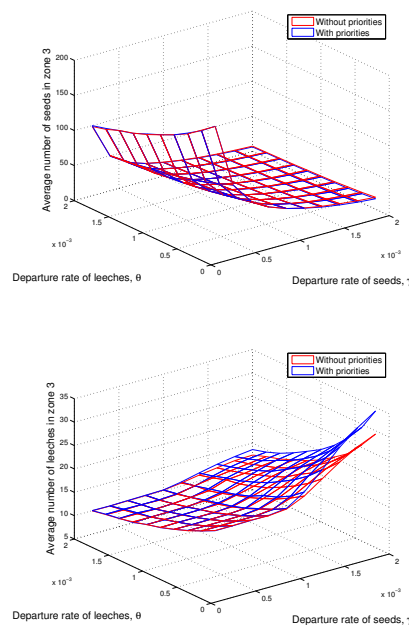 Without priorities
With priorities
Average number of seeds in zone 3
200
150
100
50
0
2
1.5
1
0.5
0
x 10⁻³
0
0.5
1
1.5
2
x 10⁻³
Departure rate of leeches, θ
Departure rate of seeds, γ
Without priorities
With priorities
Average number of leeches in zone 3
35
30
25
20
15
10
5
2
1.5
1
0.5
0
x 10⁻³
0
0.5
1
1.5
2
x 10⁻³
Departure rate of leeches, θ
Departure rate of seeds, γ